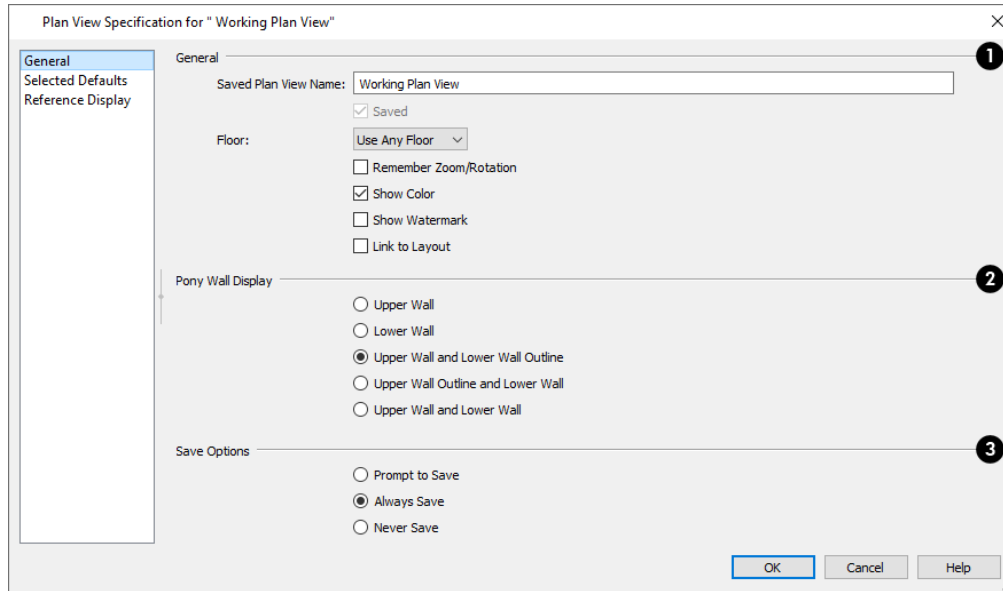 Plan View Specification for " Working Plan View"
General
Selected Defaults
Reference Display
General
1
Saved Plan View Name: Working Plan View
Saved
Floor: Use Any Floor
Remember Zoom/Rotation
Show Color
Show Watermark
Link to Layout
Pony Wall Display
2
Upper Wall
Lower Wall
Upper Wall and Lower Wall Outline
Upper Wall Outline and Lower Wall
Upper Wall and Lower Wall
Save Options
3
Prompt to Save
Always Save
Never Save
OK Cancel Help